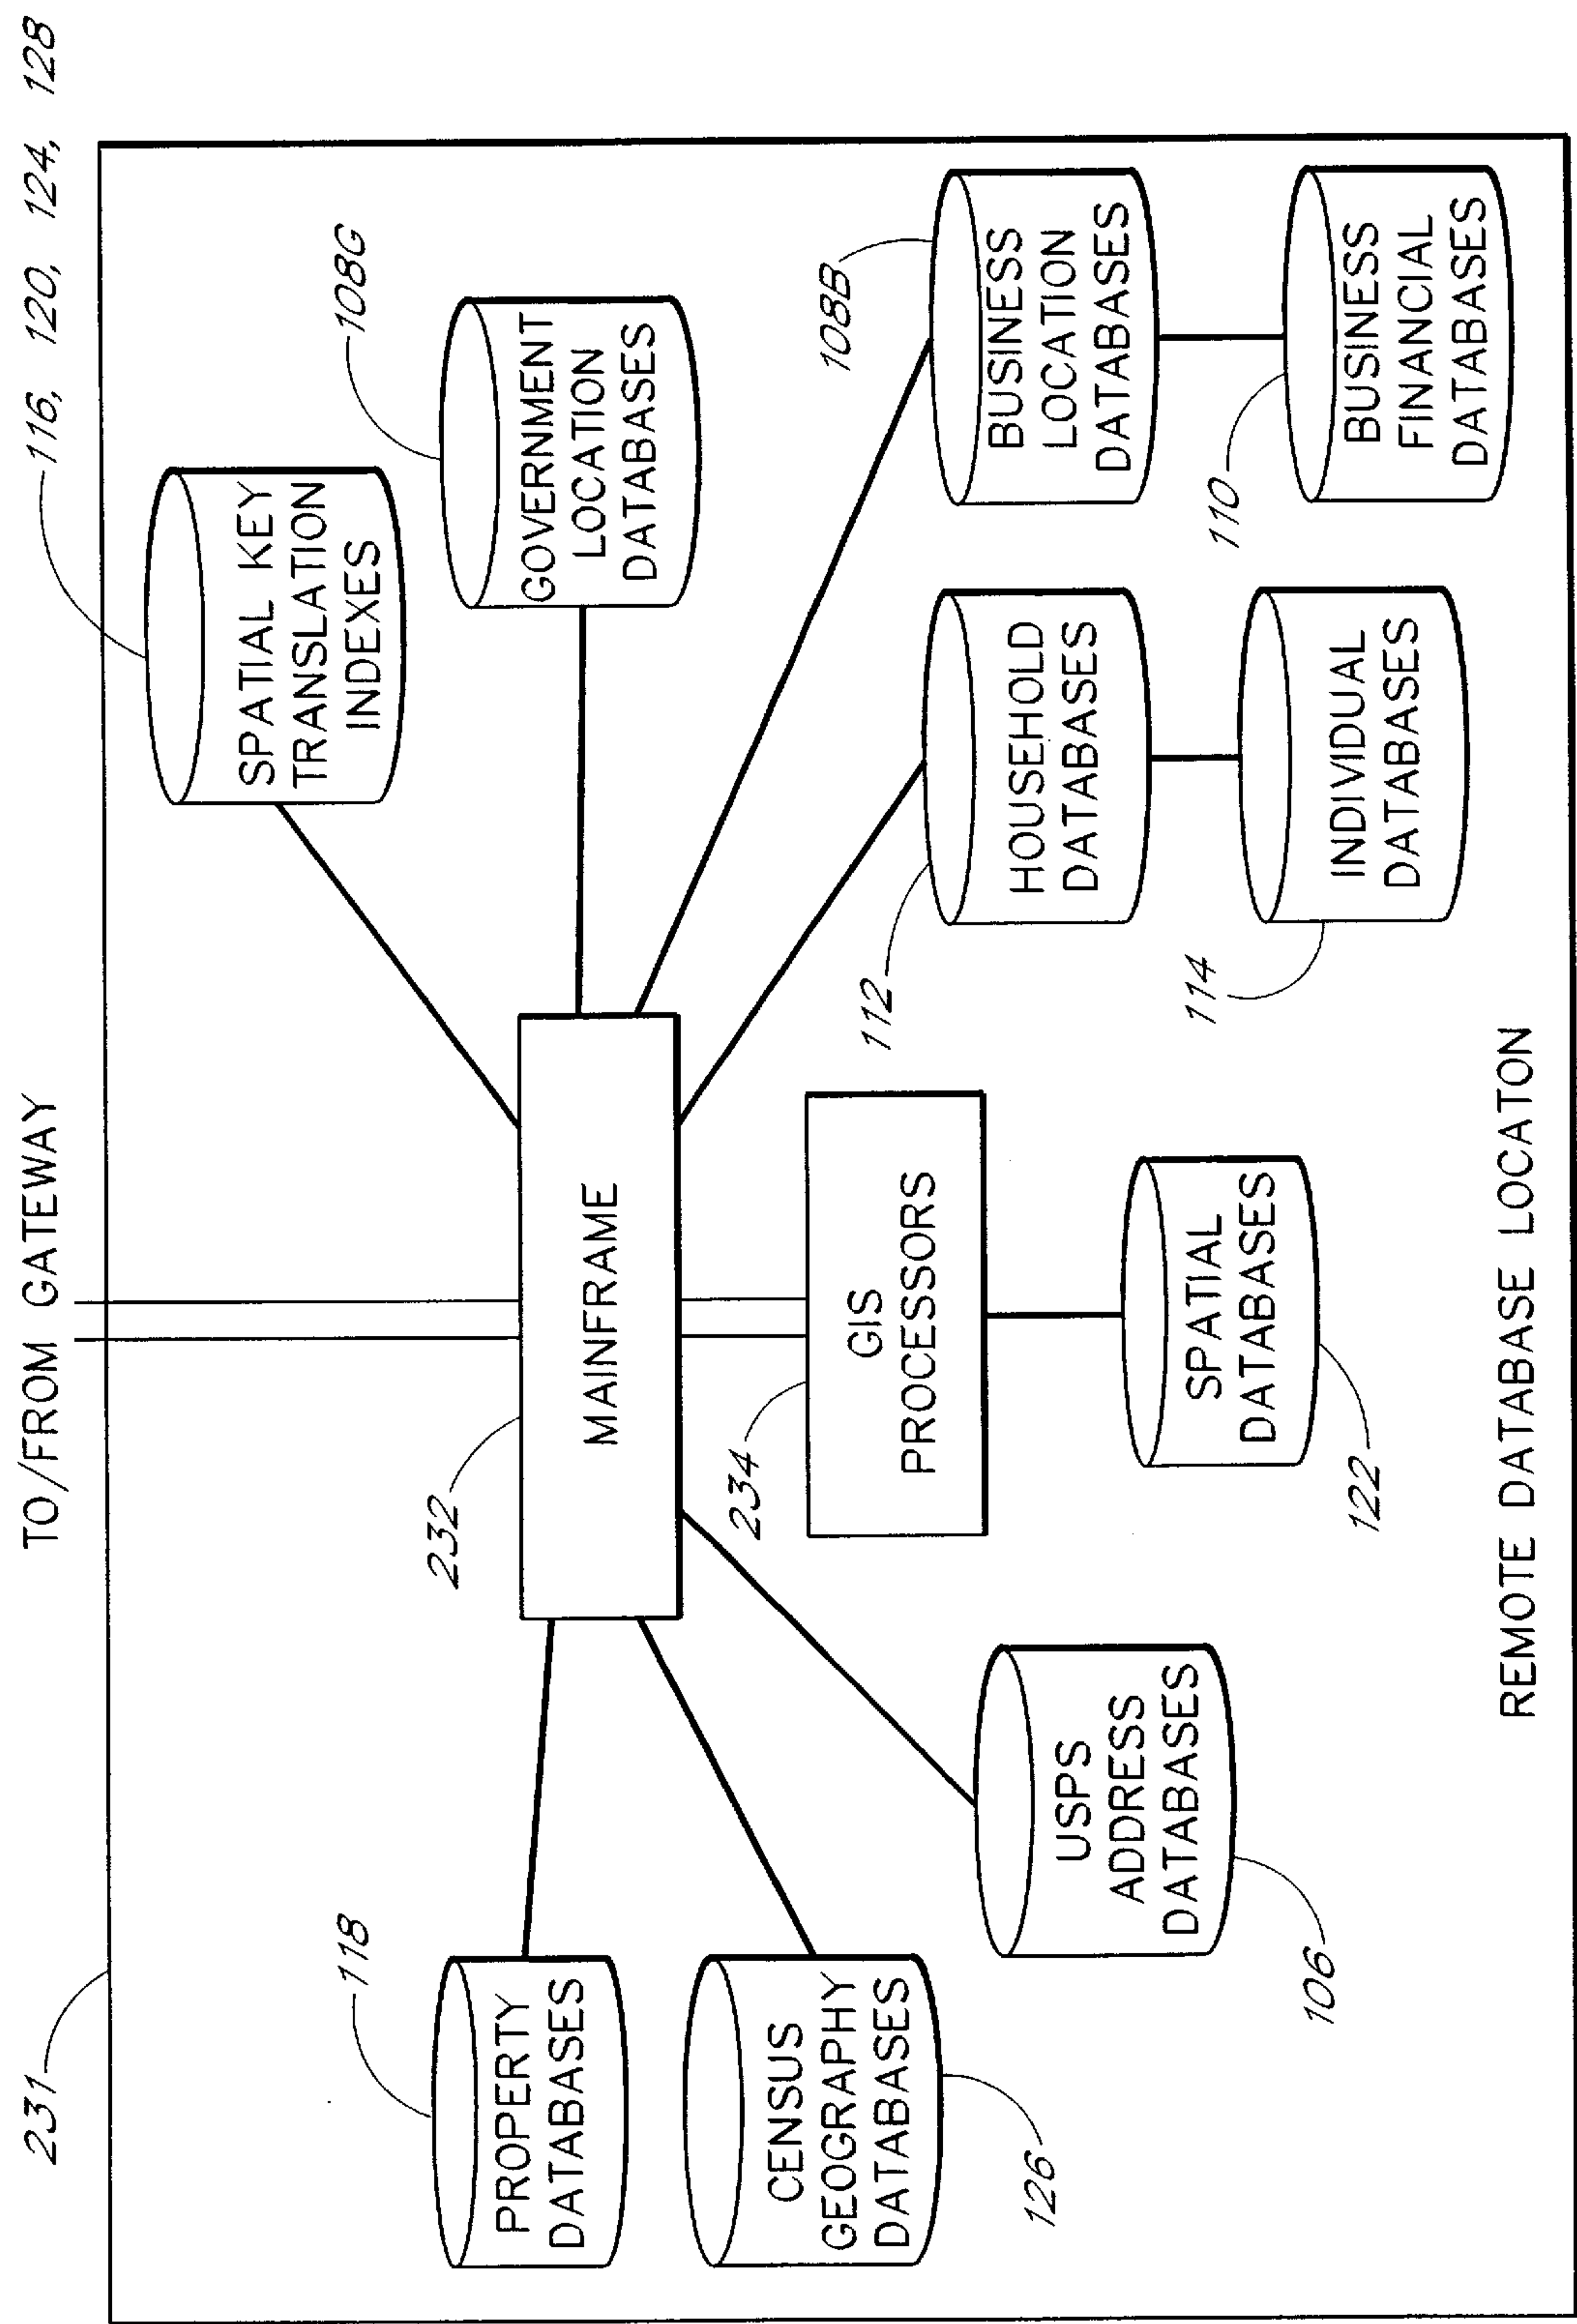 231
TO/FROM GATEWAY
116, 120, 124, 128
118
PROPERTY
DATABASES
CENSUS
GEOGRAPHY
DATABASES
126
USPS
ADDRESS
DATABASES
106
232
MAINFRAME
234
GIS
PROCESSORS
SPATIAL
DATABASES
122
SPATIAL KEY
TRANSLATION
INDEXES
108G
GOVERNMENT
LOCATION
DATABASES
108B
BUSINESS
LOCATION
DATABASES
110
BUSINESS
FINANCIAL
DATABASES
112
HOUSEHOLD
DATABASES
114
INDIVIDUAL
DATABASES
REMOTE DATABASE LOCATON